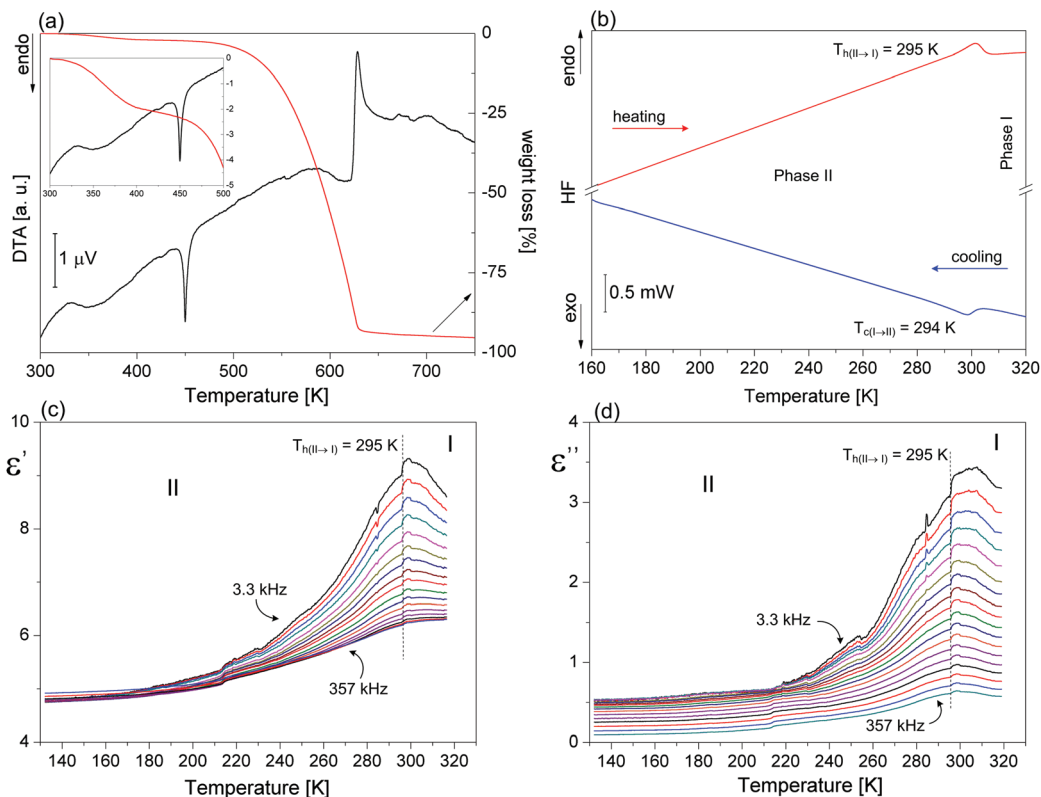 (a)
endo
DTA [a. u.]
1 μV
0
-1
-2
-3
-4
-5
300 350 400 450 500
0
-25
-50
-75
-100
weight loss [%]
300 400 500 600 700
Temperature [K]
(b)
endo
HF
exo
T h(II→ I) = 295 K
heating
Phase II
Phase I
cooling
0.5 mW
T c(I→II) = 294 K
160 180 200 220 240 260 280 300 320
Temperature [K]
(c)
ε'
10
8
6
4
T h(II→ I) = 295 K
I
II
3.3 kHz
357 kHz
140 160 180 200 220 240 260 280 300 320
Temperature [K]
(d)
ε''
4
3
2
1
0
T h(II→ I) = 295 K
I
II
3.3 kHz
357 kHz
140 160 180 200 220 240 260 280 300 320
Temperature [K]